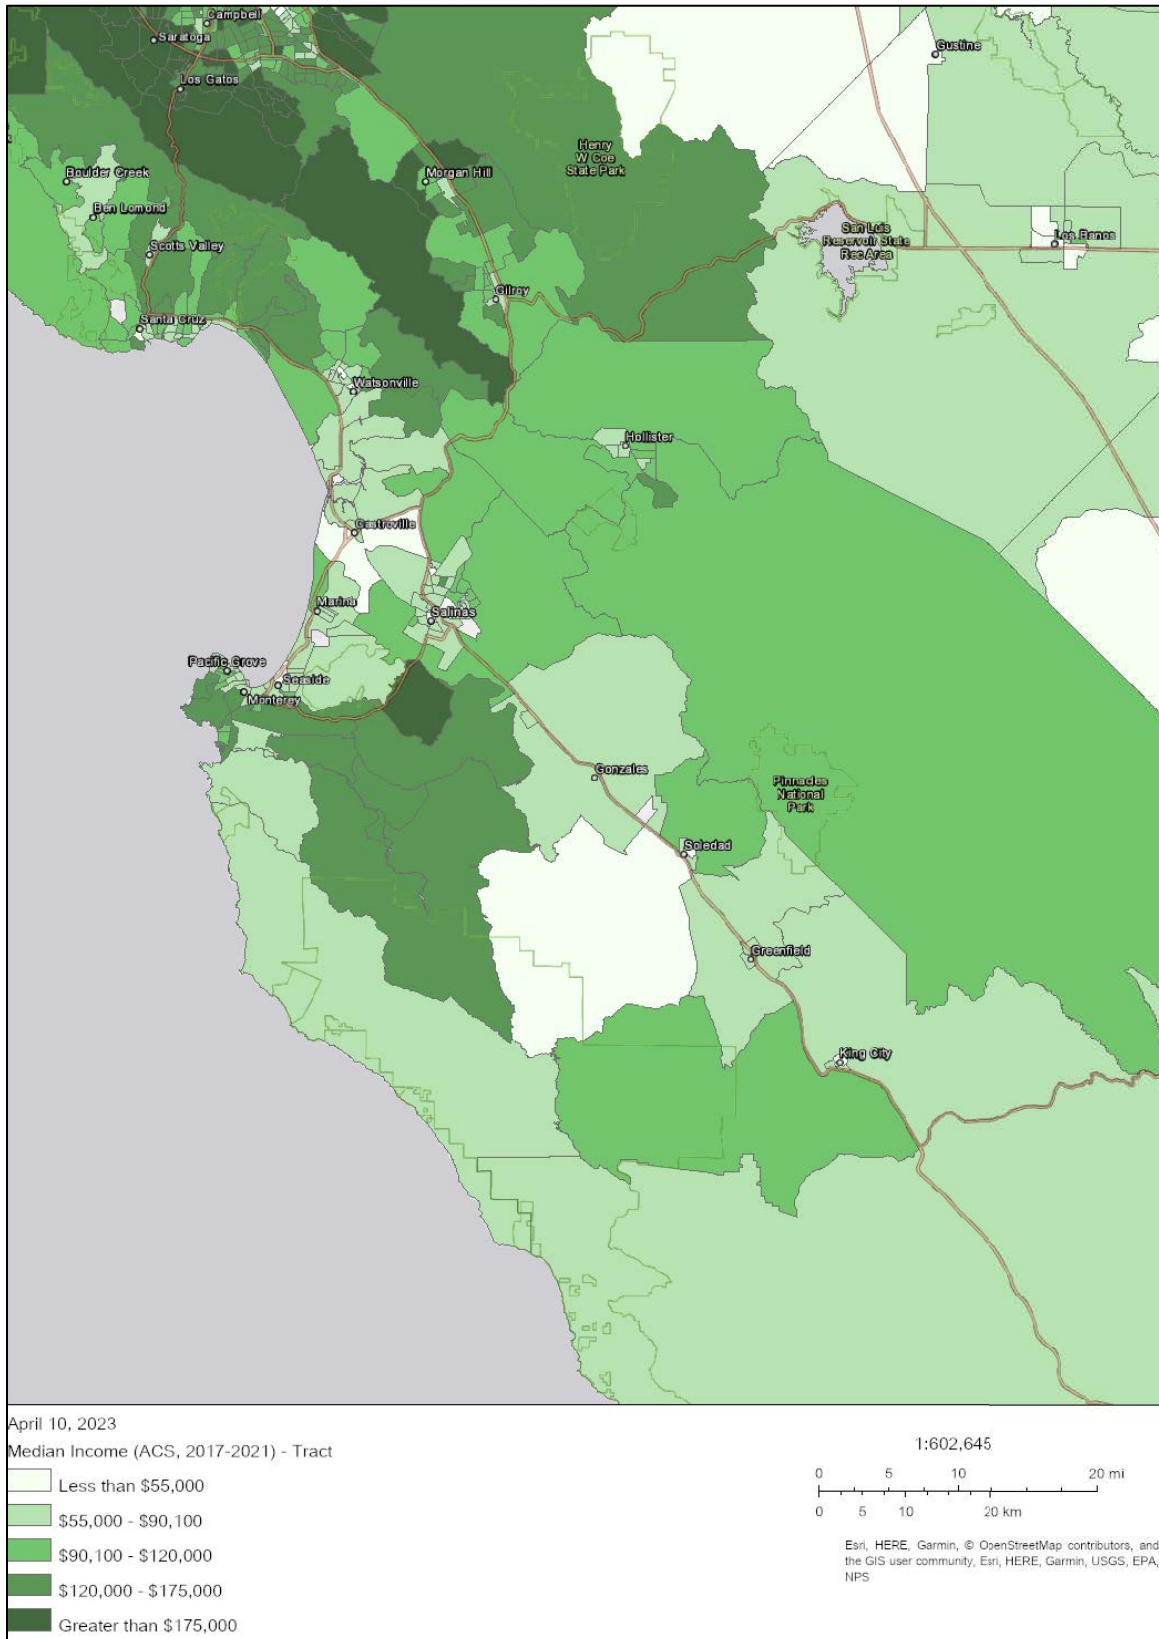 Campbell
Saratoga
Gustine
Los Gatos
Henry
W Coe
State Park
Boulder Creek
Morgan Hill
Ben Lomond
San Luis
Reservoir State
Rec Area
Los Banos
Scotts Valley
Gilroy
Santa Cruz
Watsonville
Hollister
Castroville
Marina
Salinas
Pacific Grove
Seaside
Monterey
Gonzales
Pinnacles
National
Park
Soledad
Greenfield
King City
April 10, 2023
Median Income (ACS, 2017-2021) - Tract
Less than $55,000
$55,000 - $90,100
$90,100 - $120,000
$120,000 - $175,000
Greater than $175,000
1:602,645
0 5 10 20 mi
0 5 10 20 km
Esri, HERE, Garmin, © OpenStreetMap contributors, and
the GIS user community, Esri, HERE, Garmin, USGS, EPA,
NPS